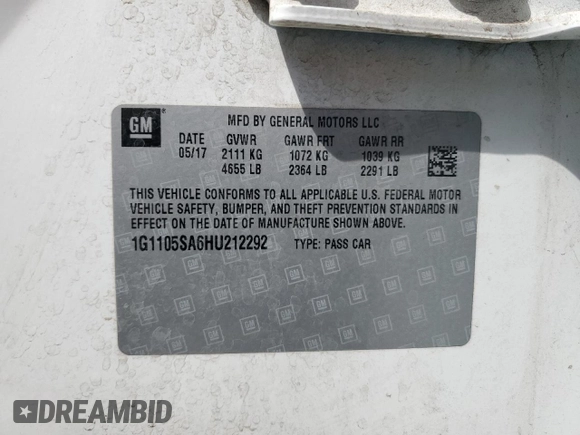 GM
MFD BY GENERAL MOTORS LLC
DATE GVWR GAWR FRT GAWR RR
05/17 2111 KG 1072 KG 1039 KG
4655 LB 2364 LB 2291 LB
THIS VEHICLE CONFORMS TO ALL APPLICABLE U.S. FEDERAL MOTOR
VEHICLE SAFETY, BUMPER, AND THEFT PREVENTION STANDARDS IN
EFFECT ON THE DATE OF MANUFACTURE SHOWN ABOVE.
1G1105SA6HU212292 TYPE: PASS CAR
DREAMBID